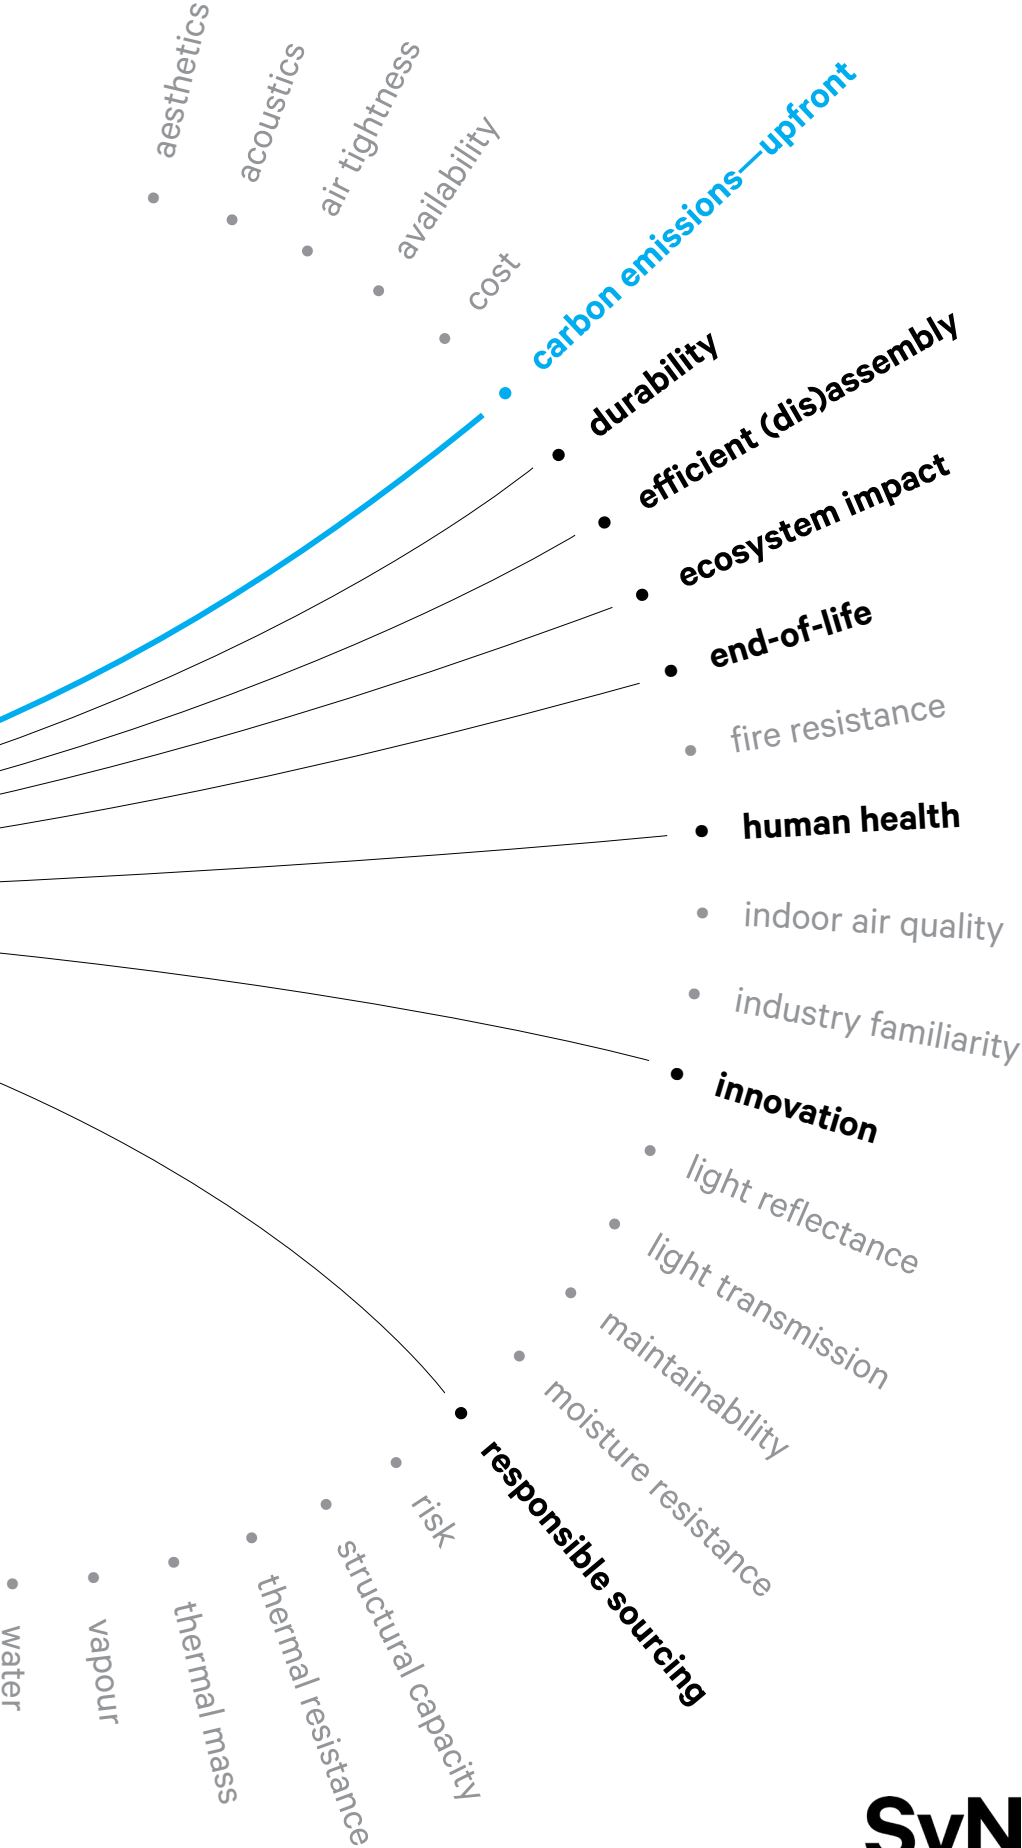 aesthetics
acoustics
air tightness
availability
cost
carbon emissions—upfront
durability
efficient (dis)assembly
ecosystem impact
end-of-life
fire resistance
human health
indoor air quality
industry familiarity
innovation
light reflectance
light transmission
maintainability
moisture resistance
responsible sourcing
risk
structural capacity
thermal resistance
thermal mass
vapour
water
SyN